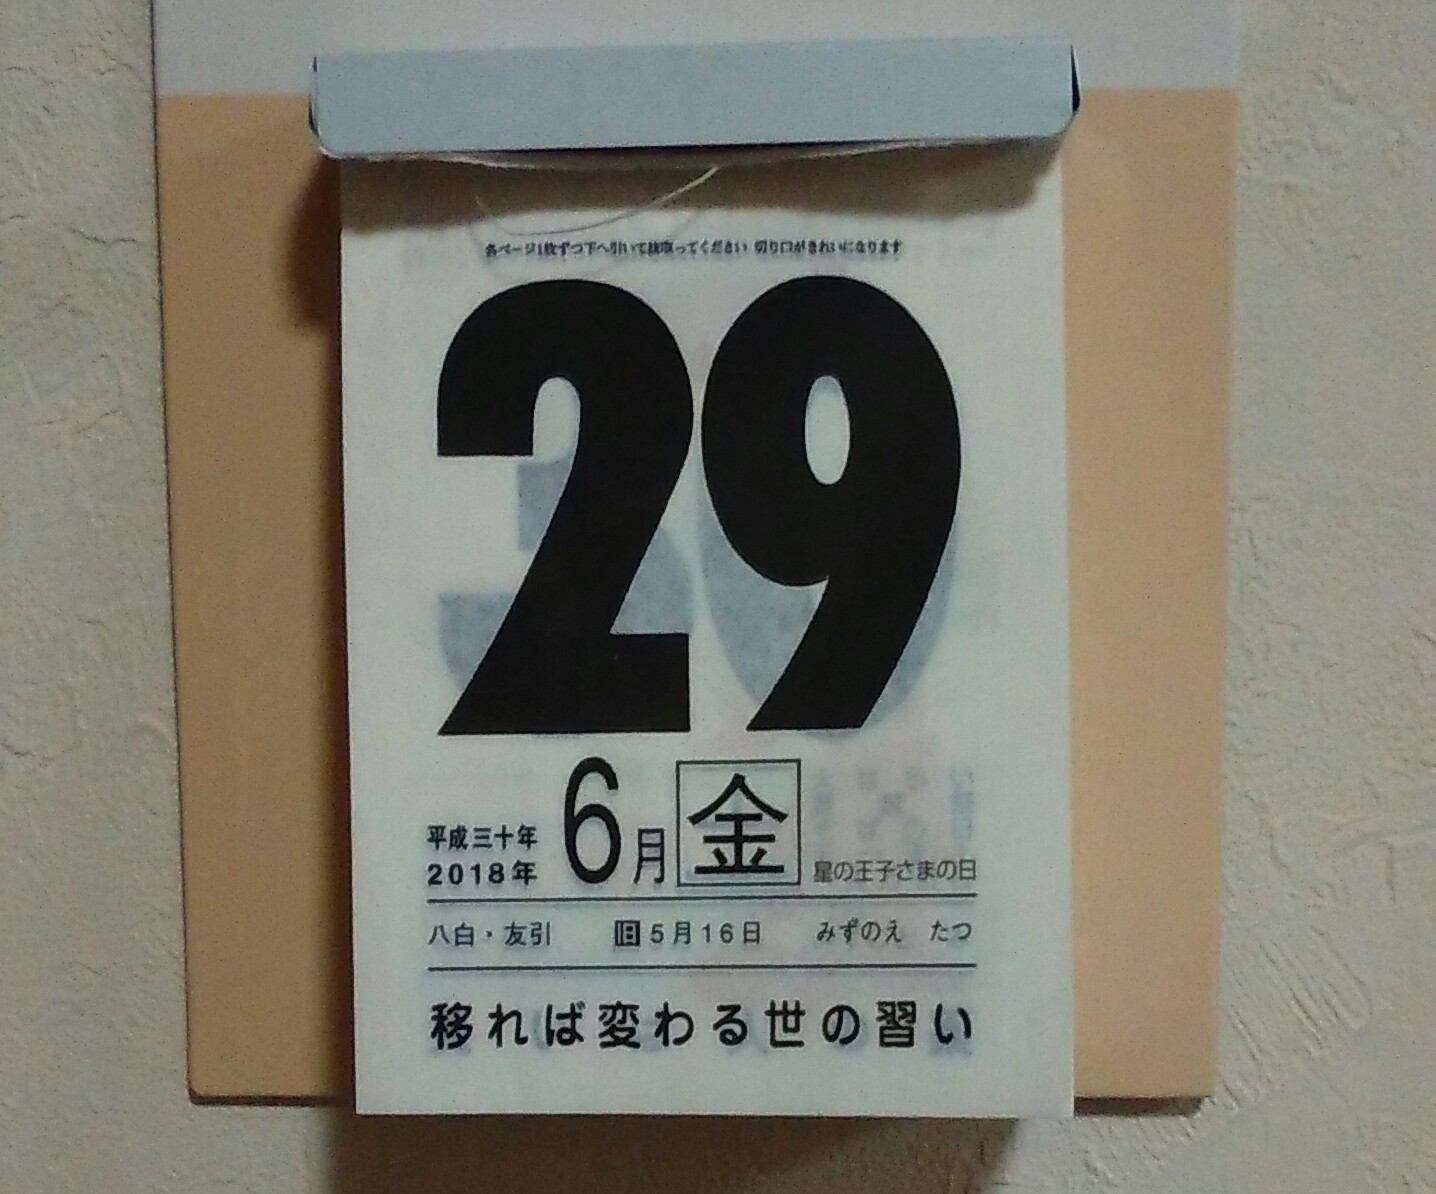 各ページ1枚ずつ下へ引いて抜取ってください 切り口がきれいになります
29
平成三十年
2018年
6月 金 星の王子さまの日
八白・友引 旧5月16日 みずのえ たつ
移れば変わる世の習い